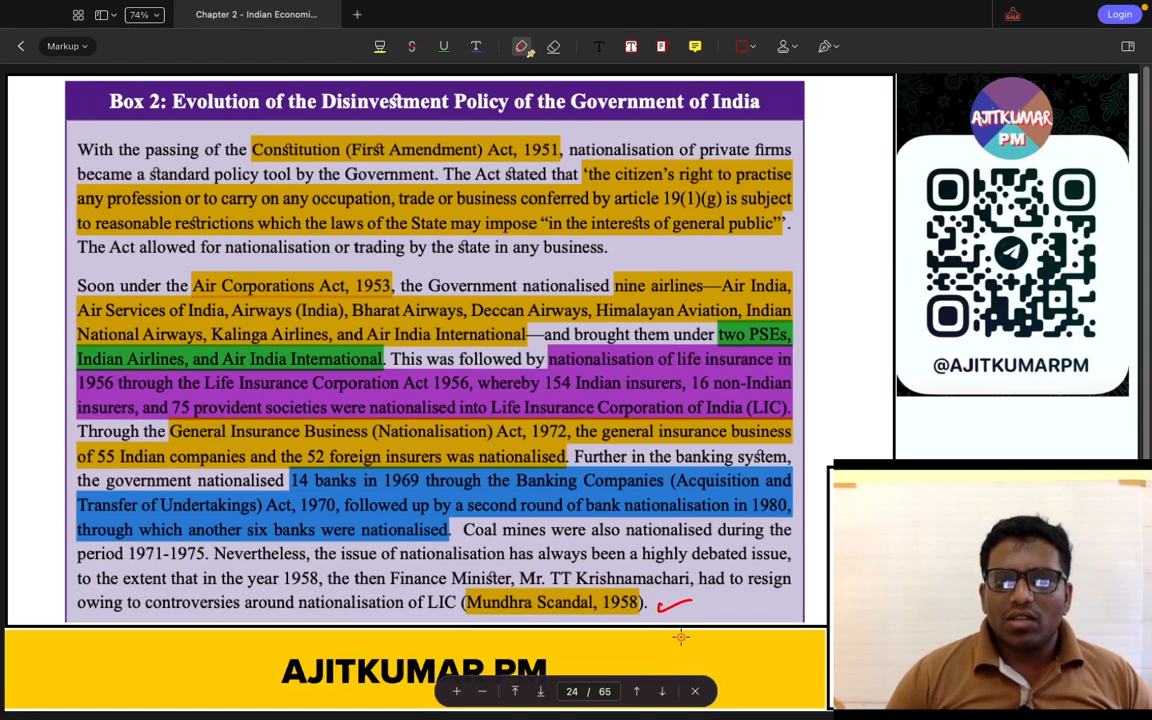 74%
Chapter 2 - Indian Economi...
SALE
Login
Markup
Box 2: Evolution of the Disinvestment Policy of the Government of India
With the passing of the Constitution (First Amendment) Act, 1951, nationalisation of private firms
became a standard policy tool by the Government. The Act stated that ‘the citizen’s right to practise
any profession or to carry on any occupation, trade or business conferred by article 19(1)(g) is subject
to reasonable restrictions which the laws of the State may impose “in the interests of general public”’.
The Act allowed for nationalisation or trading by the state in any business.
Soon under the Air Corporations Act, 1953, the Government nationalised nine airlines—Air India,
Air Services of India, Airways (India), Bharat Airways, Deccan Airways, Himalayan Aviation, Indian
National Airways, Kalinga Airlines, and Air India International—and brought them under two PSEs,
Indian Airlines, and Air India International. This was followed by nationalisation of life insurance in
1956 through the Life Insurance Corporation Act 1956, whereby 154 Indian insurers, 16 non-Indian
insurers, and 75 provident societies were nationalised into Life Insurance Corporation of India (LIC).
Through the General Insurance Business (Nationalisation) Act, 1972, the general insurance business
of 55 Indian companies and the 52 foreign insurers was nationalised. Further in the banking system,
the government nationalised 14 banks in 1969 through the Banking Companies (Acquisition and
Transfer of Undertakings) Act, 1970, followed up by a second round of bank nationalisation in 1980,
through which another six banks were nationalised. Coal mines were also nationalised during the
period 1971-1975. Nevertheless, the issue of nationalisation has always been a highly debated issue,
to the extent that in the year 1958, the then Finance Minister, Mr. TT Krishnamachari, had to resign
owing to controversies around nationalisation of LIC (Mundhra Scandal, 1958).
AJITKUMAR
PM
@AJITKUMARPM
AJITKUMAR PM
24 / 65